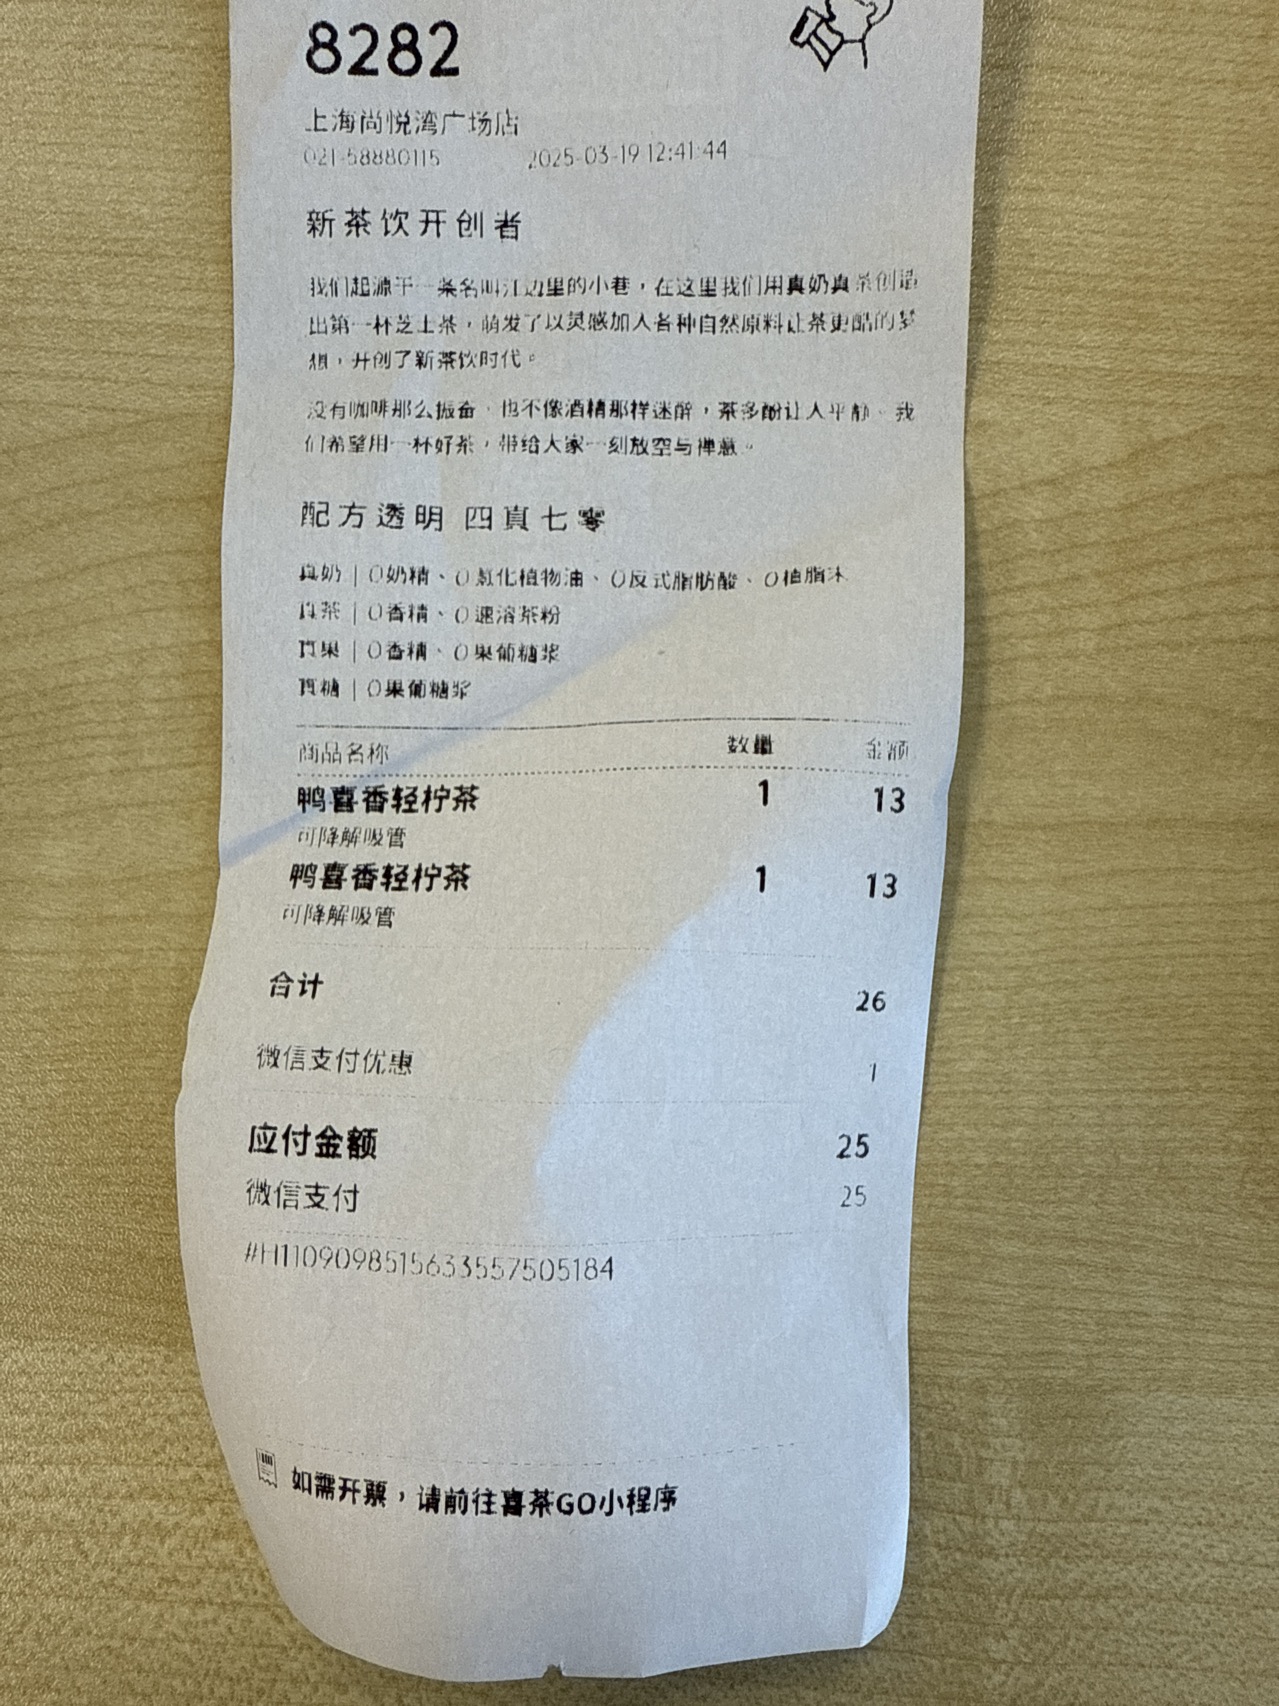 8282
上海尚悦湾广场店
021-58880115 2025-03-19 12:41:44
新茶饮开创者
我们起源于一条名叫江边里的小巷，在这里我们用真奶真茶创造
出第一杯芝士茶，萌发了以灵感加入各种自然原料让茶更酷的梦
想，开创了新茶饮时代。
没有咖啡那么振奋，也不像酒精那样迷醉，茶多酚让人平静。我
们希望用一杯好茶，带给大家一刻放空与禅意。
配方透明 四真七零
真奶 | 0奶精、0氢化植物油、0反式脂肪酸、0植脂末
真茶 | 0香精、0速溶茶粉
真果 | 0香精、0果葡糖浆
真糖 | 0果葡糖浆
商品名称 数量 金额
鸭喜香轻柠茶 1 13
可降解吸管
鸭喜香轻柠茶 1 13
可降解吸管
合计 26
微信支付优惠 1
应付金额 25
微信支付 25
#H11090985156333557505184
如需开票，请前往喜茶GO小程序